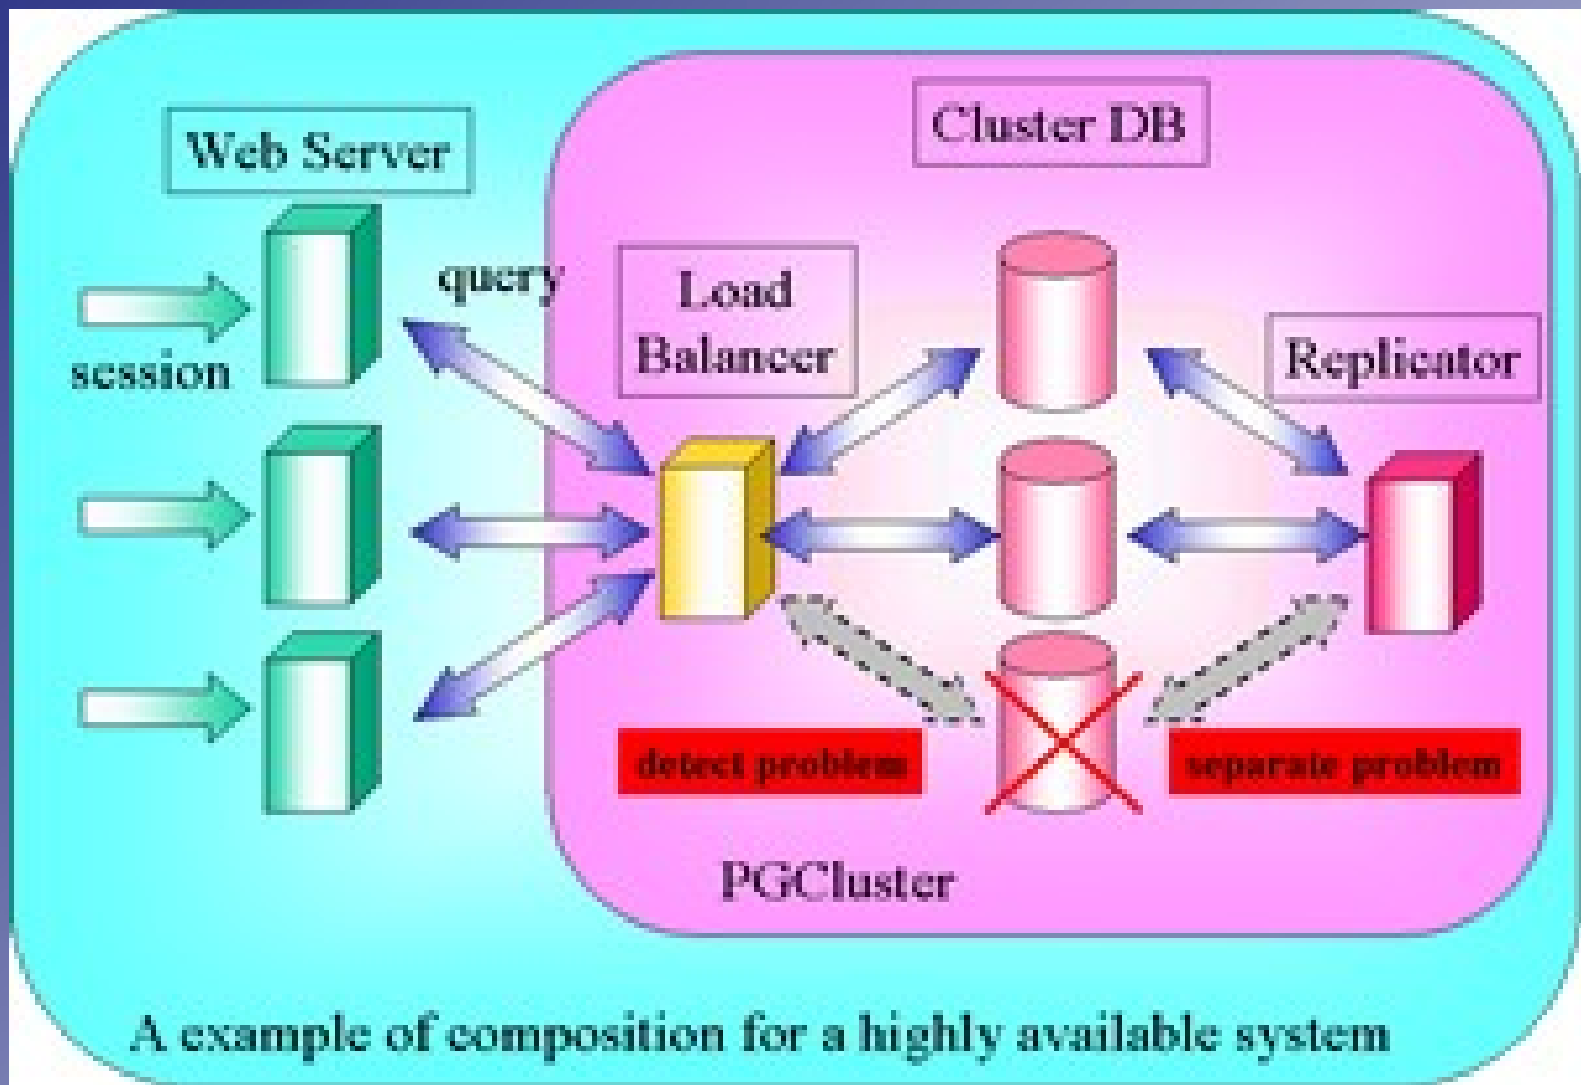 Web Server
Cluster DB
query
Load
Balancer
session
Replicator
detect problem
separate problem
PGCluster
A example of composition for a highly available system